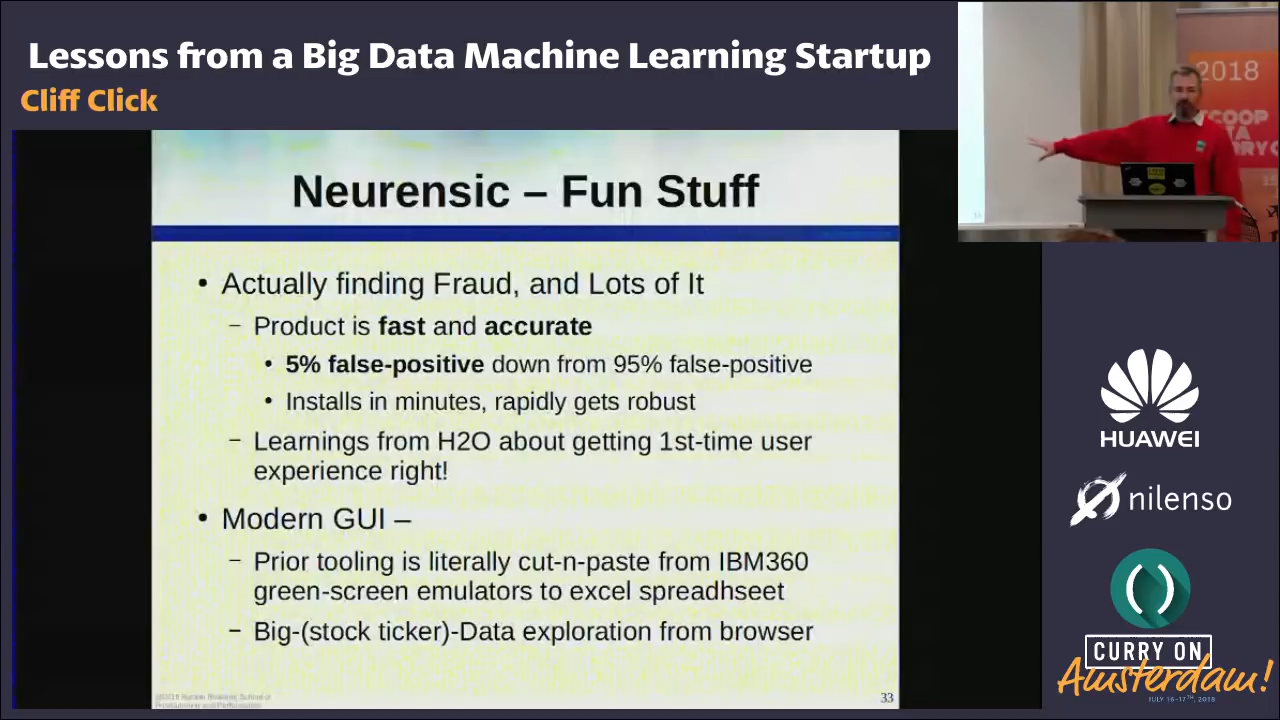 Lessons from a Big Data Machine Learning Startup
Cliff Click
2018
Neurensic – Fun Stuff
• Actually finding Fraud, and Lots of It
– Product is fast and accurate
• 5% false-positive down from 95% false-positive
• Installs in minutes, rapidly gets robust
– Learnings from H2O about getting 1st-time user
experience right!
• Modern GUI –
– Prior tooling is literally cut-n-paste from IBM360
green-screen emulators to excel spreadhseet
– Big-(stock ticker)-Data exploration from browser
33
HUAWEI
nilenso
CURRY ON
Amsterdam!
JULY 16-17TH, 2018